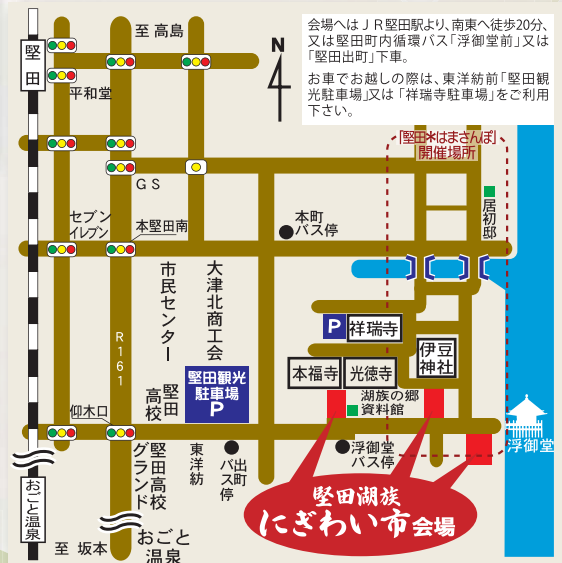 会場へはＪＲ堅田駅より、南東へ徒歩20分、
又は堅田町内循環バス「浮御堂前」又は
「堅田出町」下車。
お車でお越しの際は、東洋紡前「堅田観
光駐車場」又は「祥瑞寺駐車場」をご利用
下さい。
至 高島
N
堅田
平和堂
「堅田＊はまさんぽ」
開催場所
ＧＳ
居初邸
セブン
イレブン
本堅田南
本町
バス停
市民センター
大津北商工会
R161
P
祥瑞寺
伊豆
神社
本福寺
光徳寺
堅田観光
駐車場
P
堅田
高校
湖族の郷
資料館
仰木口
浮御堂
堅田高校
グランド
東洋紡
出町
バス停
浮御堂
バス停
おごと温泉
堅田湖族
にぎわい市会場
至 坂本
おごと
温泉